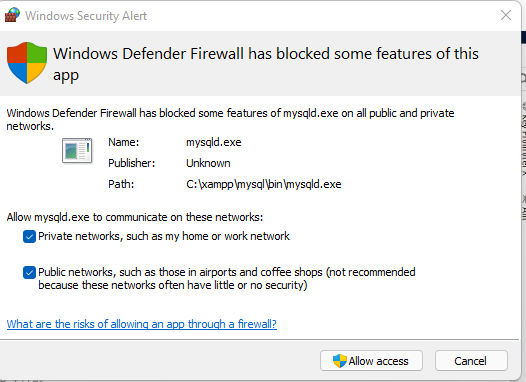 Windows Security Alert
Windows Defender Firewall has blocked some features of this
app
Windows Defender Firewall has blocked some features of mysqld.exe on all public and private
networks.
Name: mysqld.exe
Publisher: Unknown
Path: C:\xampp\mysql\bin\mysqld.exe
Allow mysqld.exe to communicate on these networks:
Private networks, such as my home or work network
Public networks, such as those in airports and coffee shops (not recommended
because these networks often have little or no security)
What are the risks of allowing an app through a firewall?
Allow access
Cancel